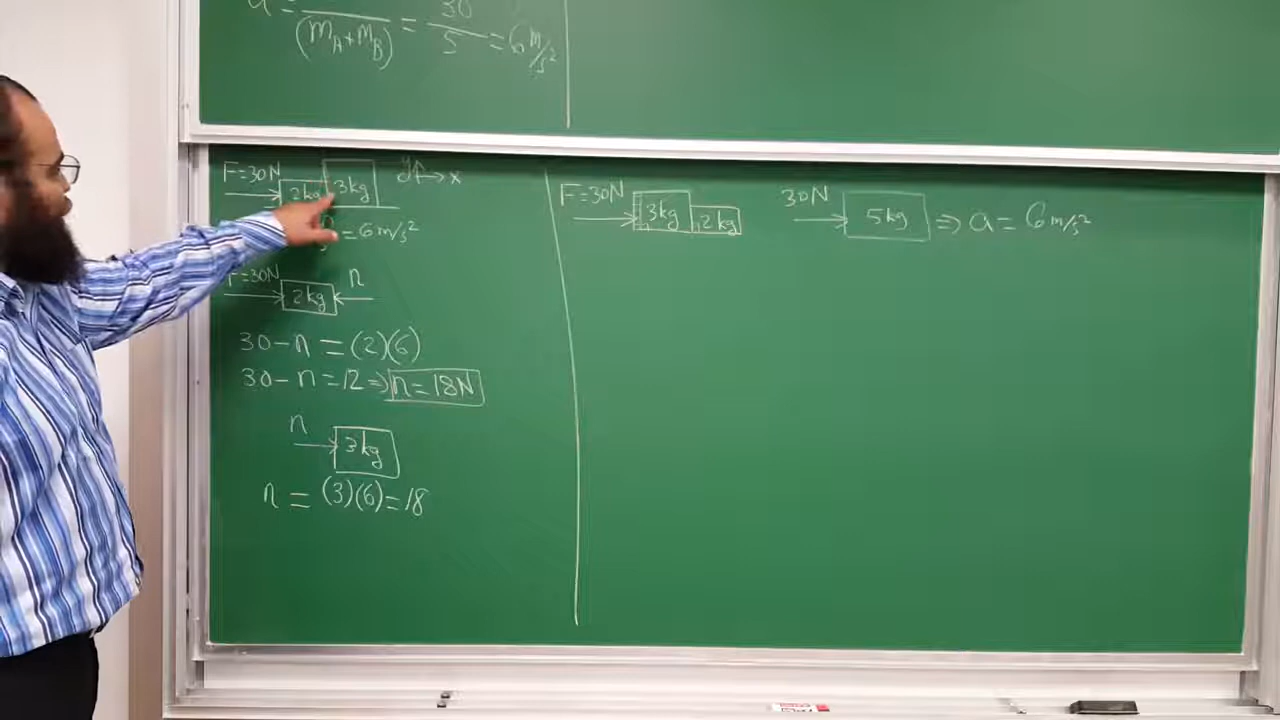 a = ___ / (m_A + m_B) = 30/5 = 6 m/s²
F=30N 2kg 3kg y x
= 6 m/s²
F=30N 2kg n
30 - n = (2)(6)
30 - n = 12 ⇒ n = 18N
n 3kg
n = (3)(6) = 18
F=30N 3kg 2kg
30N 5kg ⇒ a = 6 m/s²